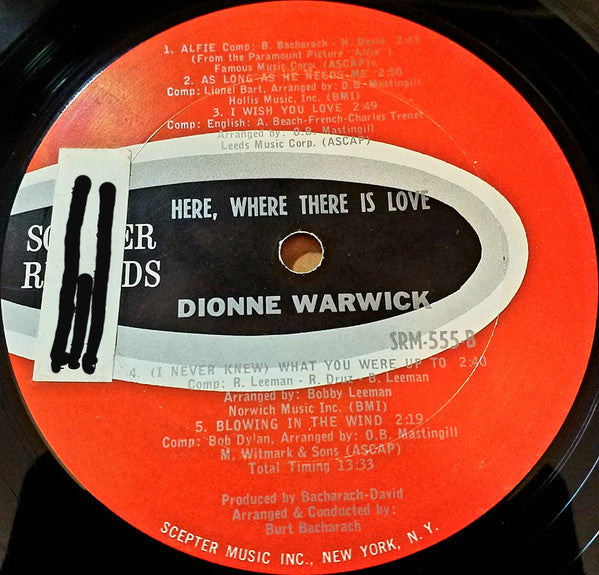 1. ALFIE Comp: B. Bacharach - H. David 2:43
(From the Paramount Picture "Alfie").
Famous Music Corp. (ASCAP)
2. AS LONG AS HE NEEDS ME 2:50
Comp: Lionel Bart, Arranged by: O.B. Mastingill
Hollis Music, Inc. (BMI)
3. I WISH YOU LOVE 2:49
Comp: English: A. Beach-French-Charles Trenet
Arranged by: O.B. Mastingill
Leeds Music Corp. (ASCAP)
HERE, WHERE THERE IS LOVE
DIONNE WARWICK
SRM-555 B
4. (I NEVER KNEW) WHAT YOU WERE UP TO 2:40
Comp: R. Leeman - R. Druz - B. Leeman
Arranged by: Bobby Leeman
Norwich Music Inc. (BMI)
5. BLOWING IN THE WIND 2:19
Comp: Bob Dylan, Arranged by: O.B. Mastingill
M. Witmark & Sons (ASCAP)
Total Timing 13:33
Produced by Bacharach-David
Arranged & Conducted by:
Burt Bacharach
SCEPTER MUSIC INC., NEW YORK, N.Y.